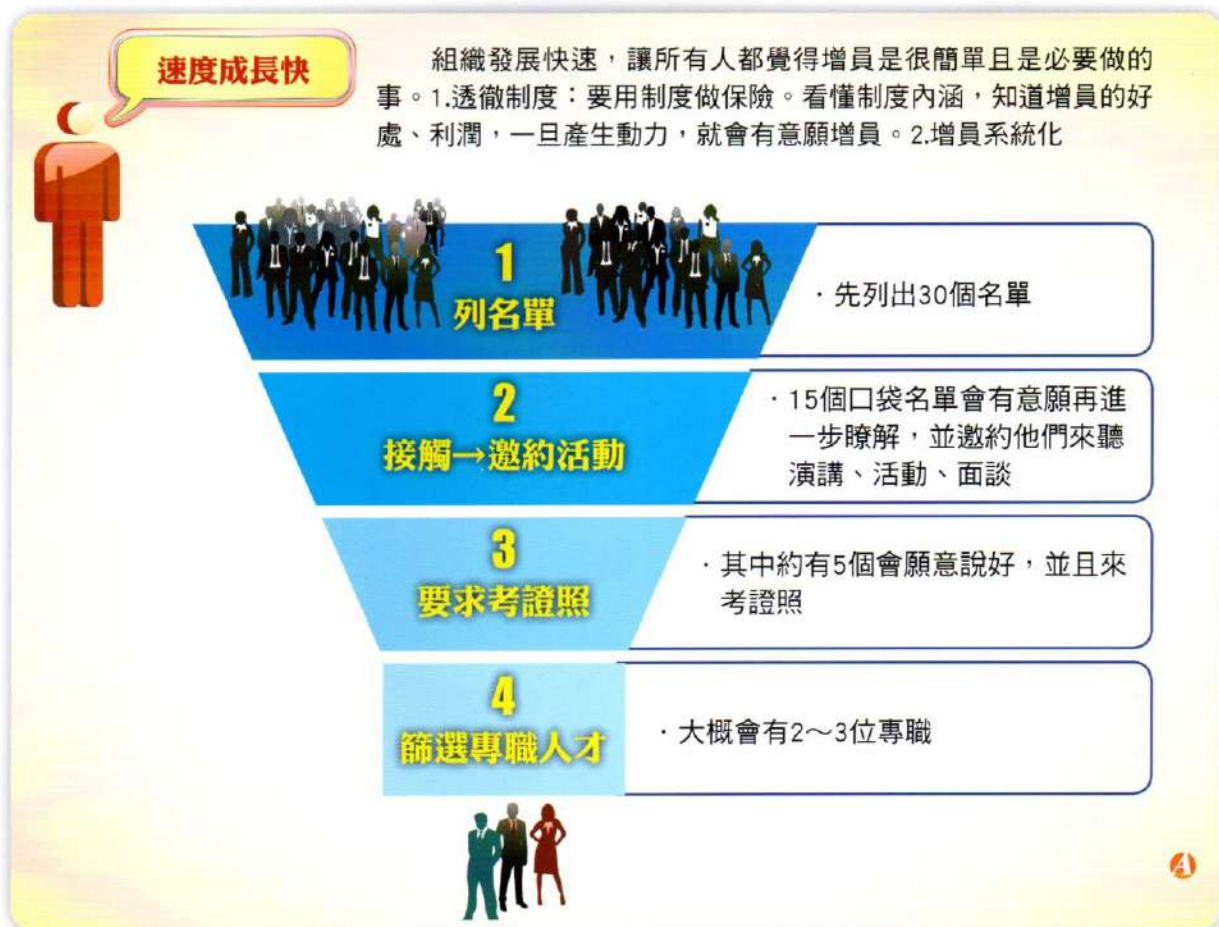 速度成長快
組織發展快速，讓所有人都覺得增員是很簡單且是必要做的
事。1.透徹制度：要用制度做保險。看懂制度內涵，知道增員的好
處、利潤，一旦產生動力，就會有意願增員。2.增員系統化
1
列名單
·先列出30個名單
2
接觸→邀約活動
·15個口袋名單會有意願再進
一步瞭解，並邀約他們來聽
演講、活動、面談
3
要求考證照
·其中約有5個會願意說好，並且來
考證照
4
篩選專職人才
·大概會有2～3位專職
A